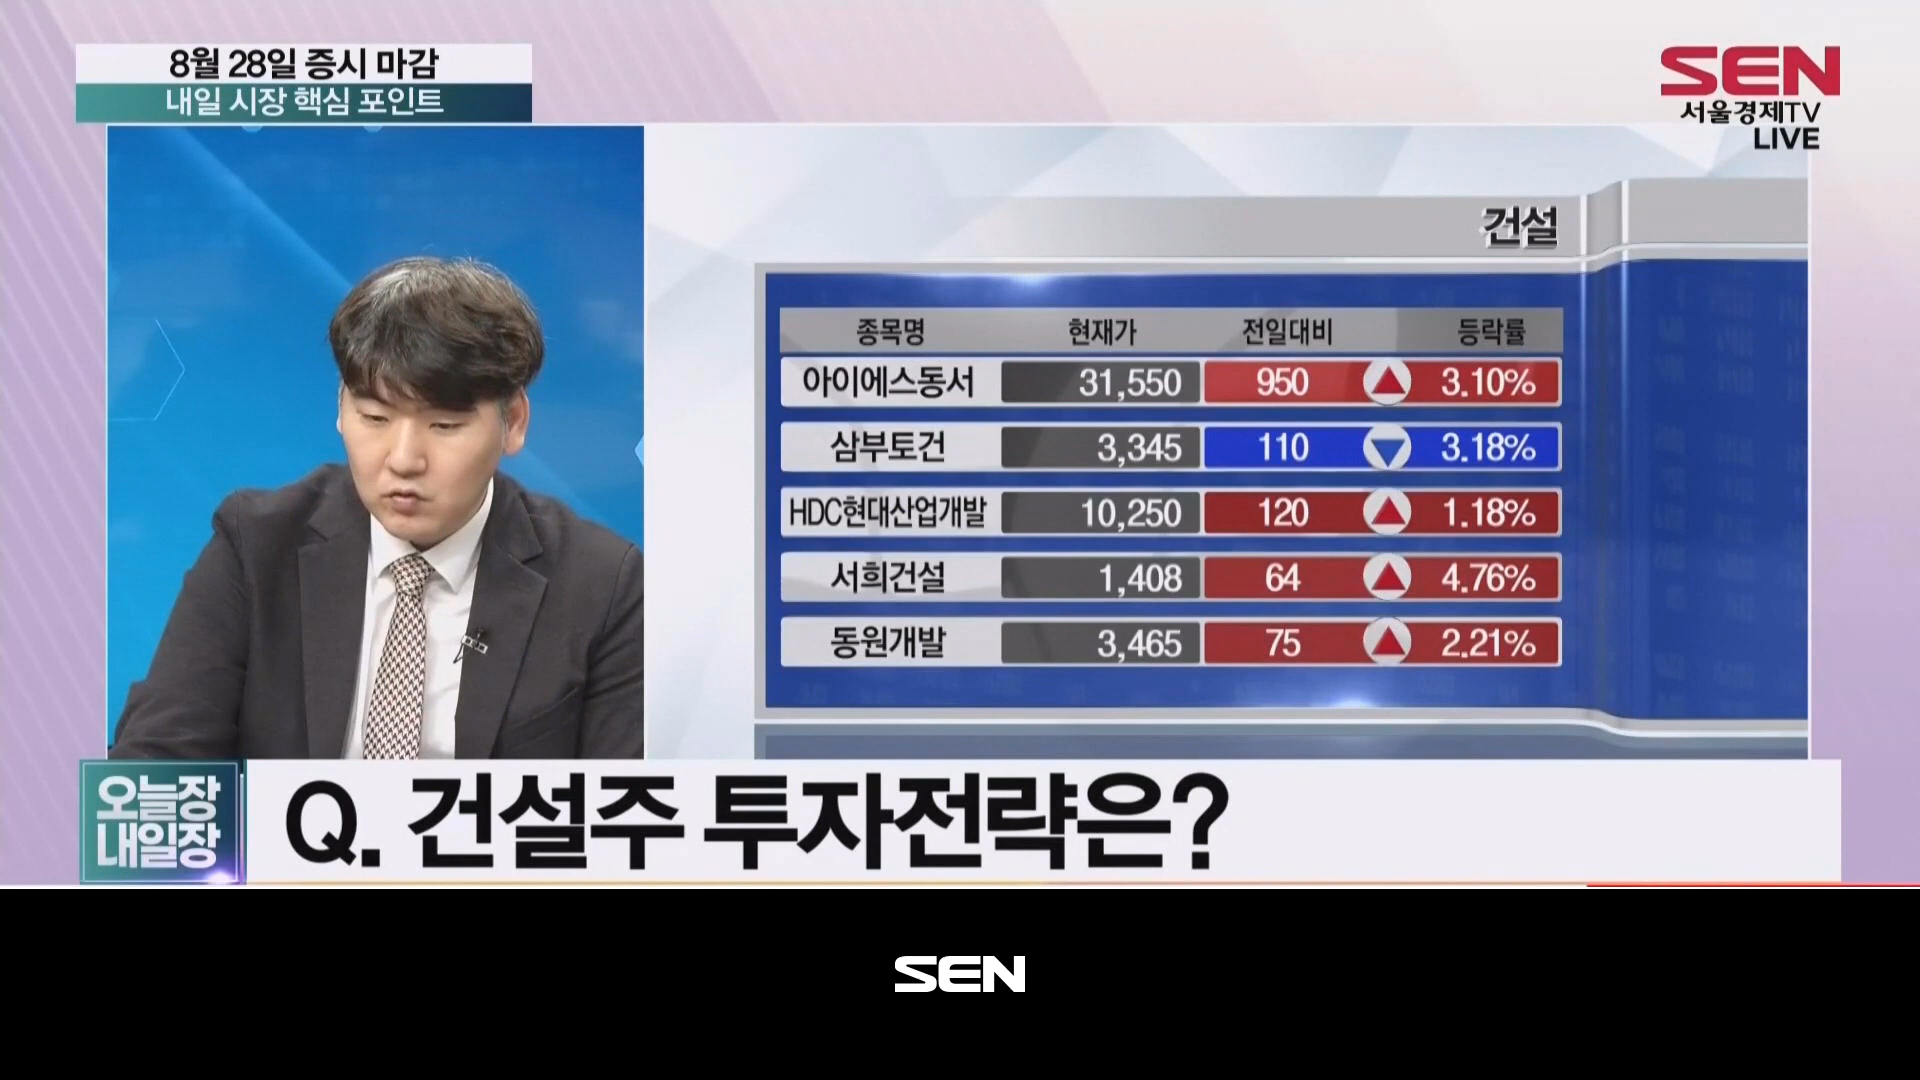 8월 28일 증시 마감
내일 시장 핵심 포인트
SEN
서울경제TV
LIVE
건설
종목명 현재가 전일대비 등락률
아이에스동서 31,550 950 ▲ 3.10%
삼부토건 3,345 110 ▼ 3.18%
HDC현대산업개발 10,250 120 ▲ 1.18%
서희건설 1,408 64 ▲ 4.76%
동원개발 3,465 75 ▲ 2.21%
오늘장
내일장
Q. 건설주 투자전략은?
SEN